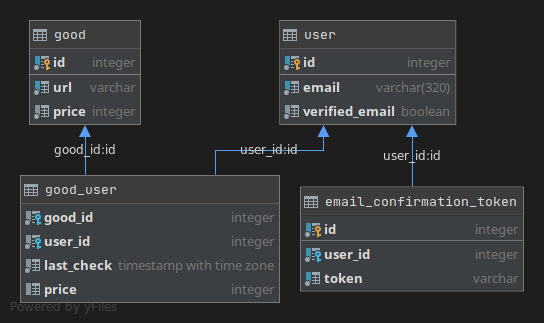 good
id integer
url varchar
price integer
user
id integer
email varchar(320)
verified_email boolean
good_id:id
user_id:id
user_id:id
good_user
good_id integer
user_id integer
last_check timestamp with time zone
price integer
email_confirmation_token
id integer
user_id integer
token varchar
Powered by yFiles